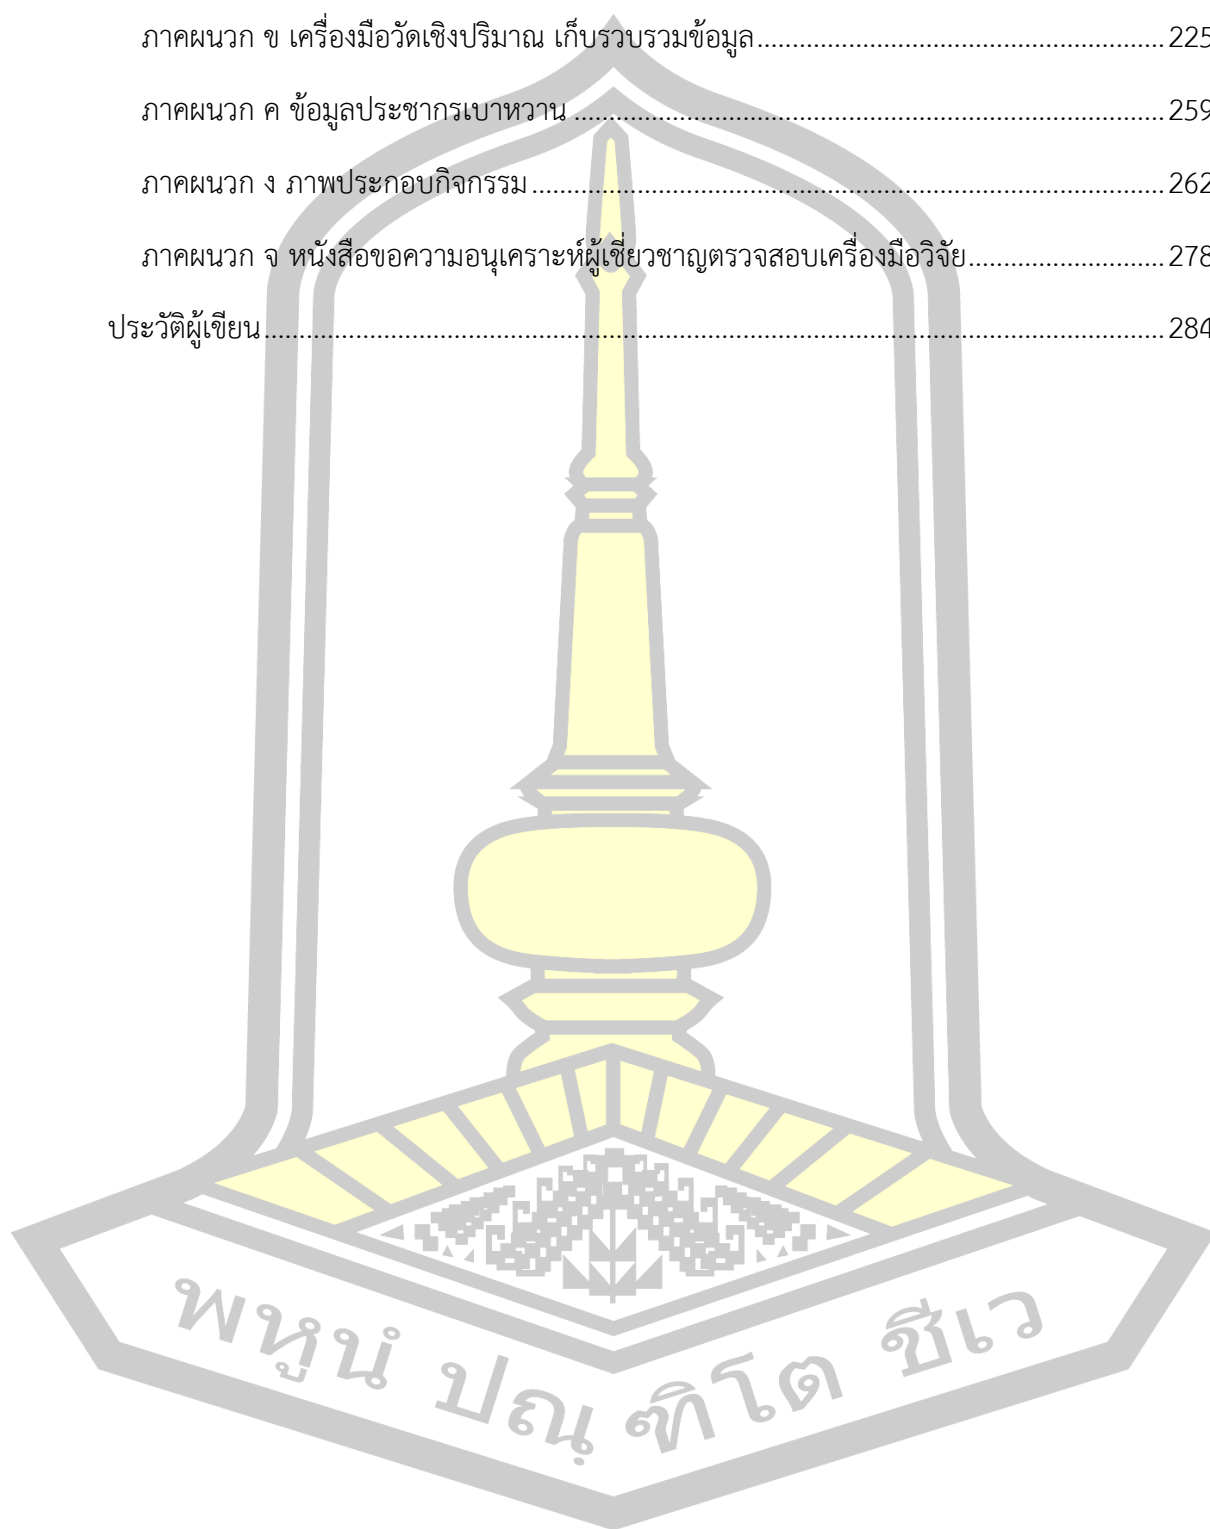 ภาคผนวก ข เครื่องมือวัดเชิงปริมาณ เก็บรวบรวมข้อมูล......................................................... 225
ภาคผนวก ค ข้อมูลประชากรเบาหวาน ................................................................................... 259
ภาคผนวก ง ภาพประกอบกิจกรรม ......................................................................................... 262
ภาคผนวก จ หนังสือขอความอนุเคราะห์ผู้เชี่ยวชาญตรวจสอบเครื่องมือวิจัย............................ 278
ประวัติผู้เขียน ................................................................................................................................ 284
พหูนํ ปณฺฑิโต ชีเว